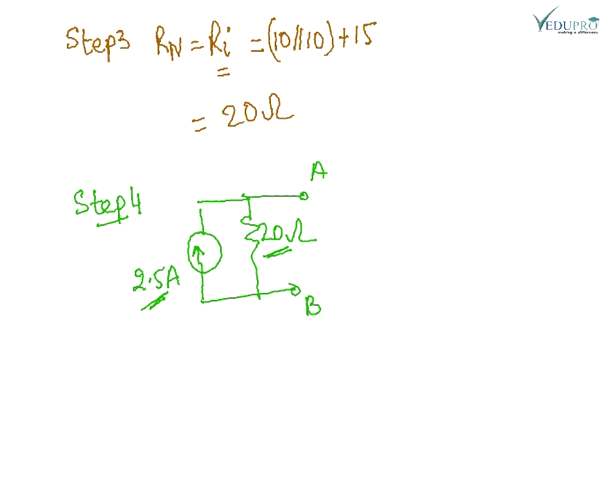 VEDUPRO
making a difference
Step3 RN = Ri = (10||10) + 15
= 20Ω
A
Step4
20Ω
2.5A
B